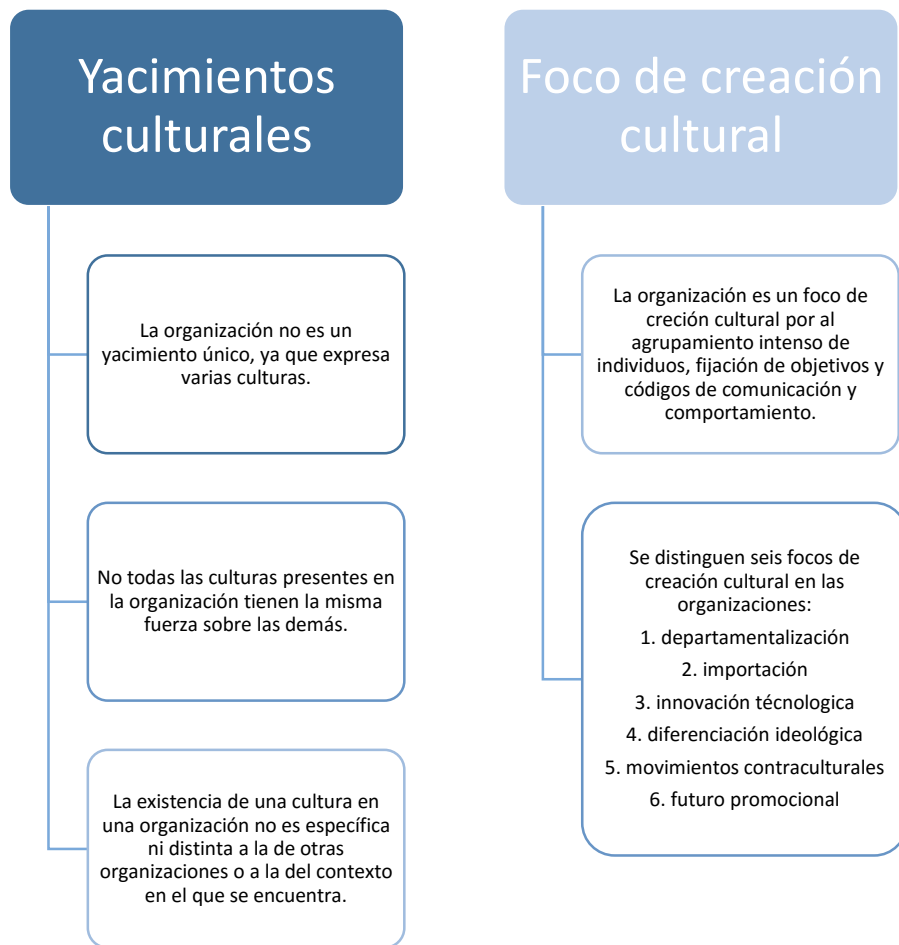 Yacimientos
culturales
La organización no es un
yacimiento único, ya que expresa
varias culturas.
No todas las culturas presentes en
la organización tienen la misma
fuerza sobre las demás.
La existencia de una cultura en
una organización no es específica
ni distinta a la de otras
organizaciones o a la del contexto
en el que se encuentra.
Foco de creación
cultural
La organización es un foco de
creción cultural por al
agrupamiento intenso de
individuos, fijación de objetivos y
códigos de comunicación y
comportamiento.
Se distinguen seis focos de
creación cultural en las
organizaciones:
1. departamentalización
2. importación
3. innovación técnologica
4. diferenciación ideológica
5. movimientos contraculturales
6. futuro promocional